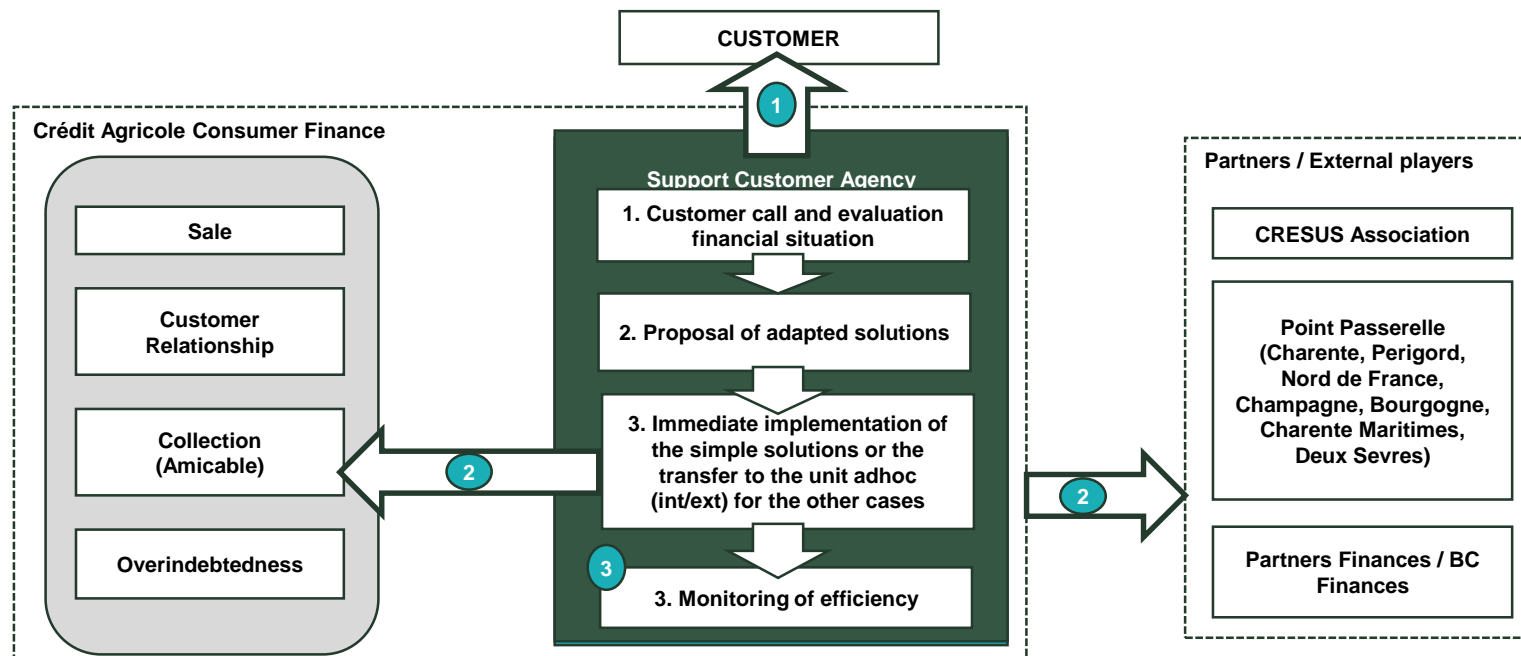 CUSTOMER
1
Crédit Agricole Consumer Finance
Sale
Customer
Relationship
Collection
(Amicable)
Overindebtedness
2
Support Customer Agency
1. Customer call and evaluation
financial situation
2. Proposal of adapted solutions
3. Immediate implementation of
the simple solutions or the
transfer to the unit adhoc
(int/ext) for the other cases
3
3. Monitoring of efficiency
2
Partners / External players
CRESUS Association
Point Passerelle
(Charente, Perigord,
Nord de France,
Champagne, Bourgogne,
Charente Maritimes,
Deux Sevres)
Partners Finances / BC
Finances